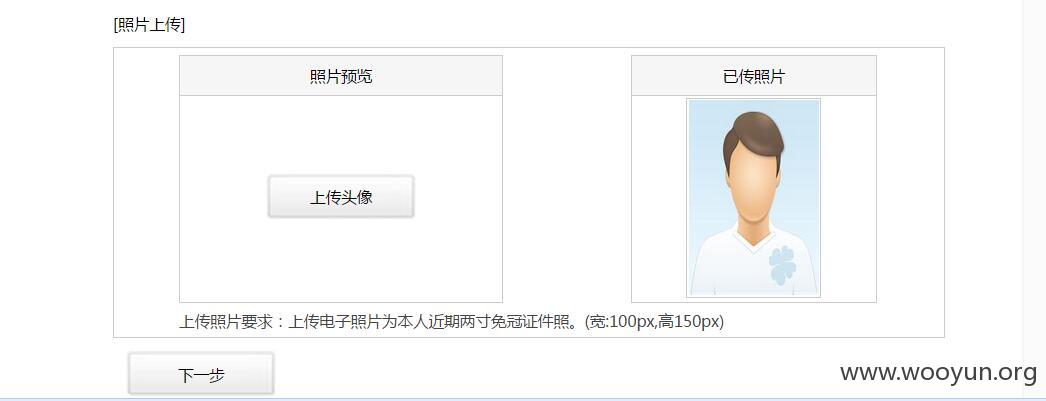 [照片上传]
照片预览
已传照片
上传头像
上传照片要求：上传电子照片为本人近期两寸免冠证件照。(宽:100px,高150px)
下一步
www.wooyun.org